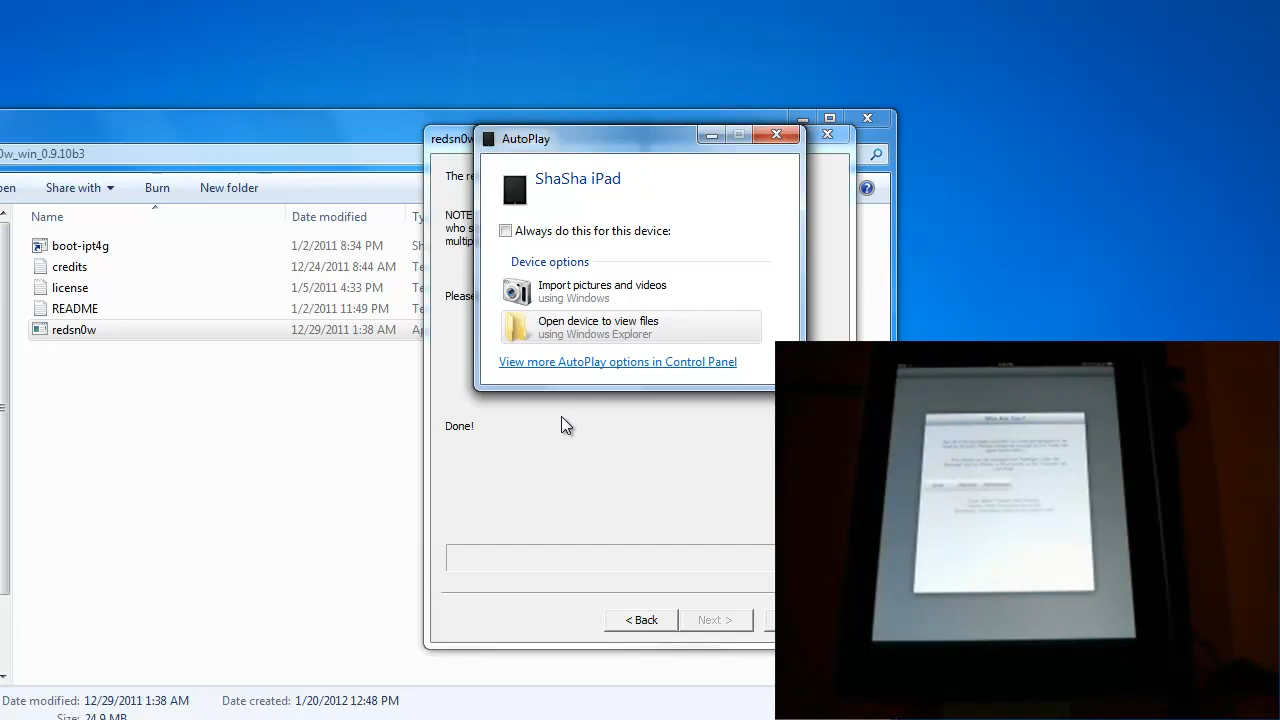 0w_win_0.9.10b3
pen
Share with
Burn
New folder
Name
Date modified
Ty
boot-ipt4g
1/2/2011 8:34 PM
Sh
credits
12/24/2011 8:44 AM
Te
license
1/5/2011 4:33 PM
Te
README
1/2/2011 11:49 PM
Te
redsn0w
12/29/2011 1:38 AM
Ap
Date modified: 12/29/2011 1:38 AM
Date created: 1/20/2012 12:48 PM
Size: 24.9 MB
redsn0w
The re
NOTE
who s
multip
Please
Done!
< Back
Next >
AutoPlay
ShaSha iPad
Always do this for this device:
Device options
Import pictures and videos
using Windows
Open device to view files
using Windows Explorer
View more AutoPlay options in Control Panel
Who Are You?